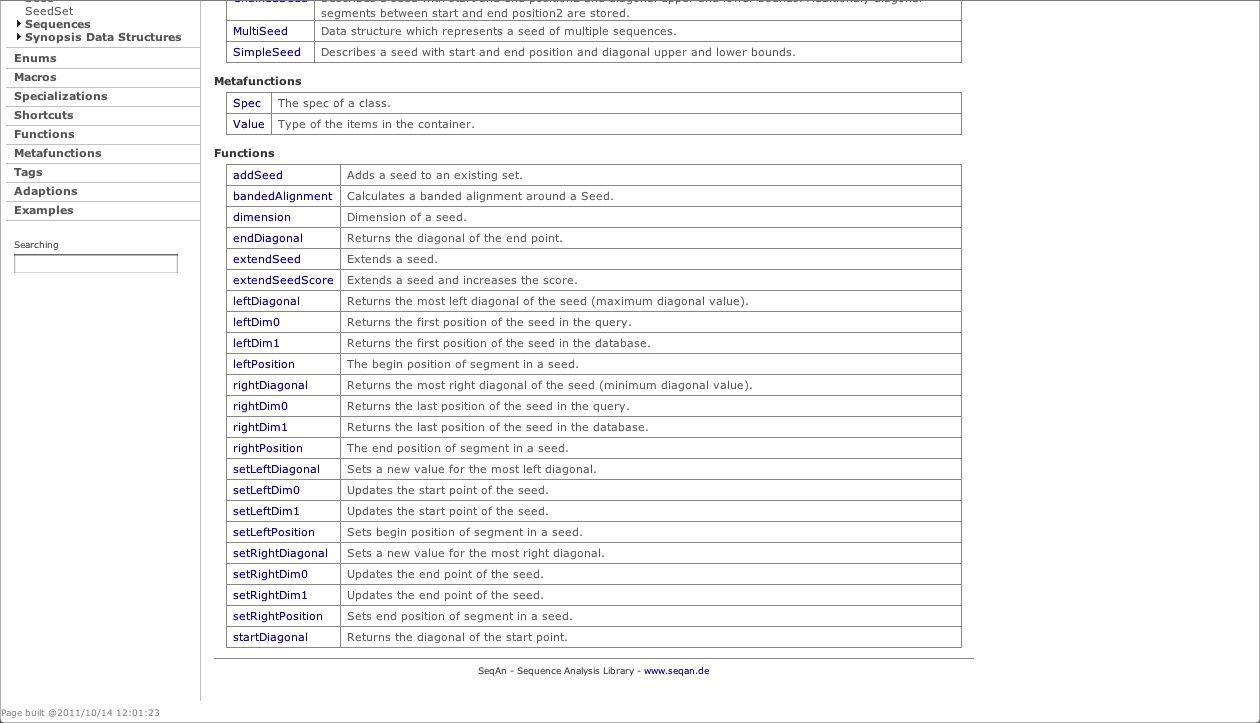 SeedSet
Sequences
Synopsis Data Structures
Enums
Macros
Specializations
Shortcuts
Functions
Metafunctions
Tags
Adaptions
Examples
Searching
segments between start and end position2 are stored.
MultiSeed Data structure which represents a seed of multiple sequences.
SimpleSeed Describes a seed with start and end position and diagonal upper and lower bounds.
Metafunctions
Spec The spec of a class.
Value Type of the items in the container.
Functions
addSeed Adds a seed to an existing set.
bandedAlignment Calculates a banded alignment around a Seed.
dimension Dimension of a seed.
endDiagonal Returns the diagonal of the end point.
extendSeed Extends a seed.
extendSeedScore Extends a seed and increases the score.
leftDiagonal Returns the most left diagonal of the seed (maximum diagonal value).
leftDim0 Returns the first position of the seed in the query.
leftDim1 Returns the first position of the seed in the database.
leftPosition The begin position of segment in a seed.
rightDiagonal Returns the most right diagonal of the seed (minimum diagonal value).
rightDim0 Returns the last position of the seed in the query.
rightDim1 Returns the last position of the seed in the database.
rightPosition The end position of segment in a seed.
setLeftDiagonal Sets a new value for the most left diagonal.
setLeftDim0 Updates the start point of the seed.
setLeftDim1 Updates the start point of the seed.
setLeftPosition Sets begin position of segment in a seed.
setRightDiagonal Sets a new value for the most right diagonal.
setRightDim0 Updates the end point of the seed.
setRightDim1 Updates the end point of the seed.
setRightPosition Sets end position of segment in a seed.
startDiagonal Returns the diagonal of the start point.
SeqAn - Sequence Analysis Library - www.seqan.de
Page built @2011/10/14 12:01:23